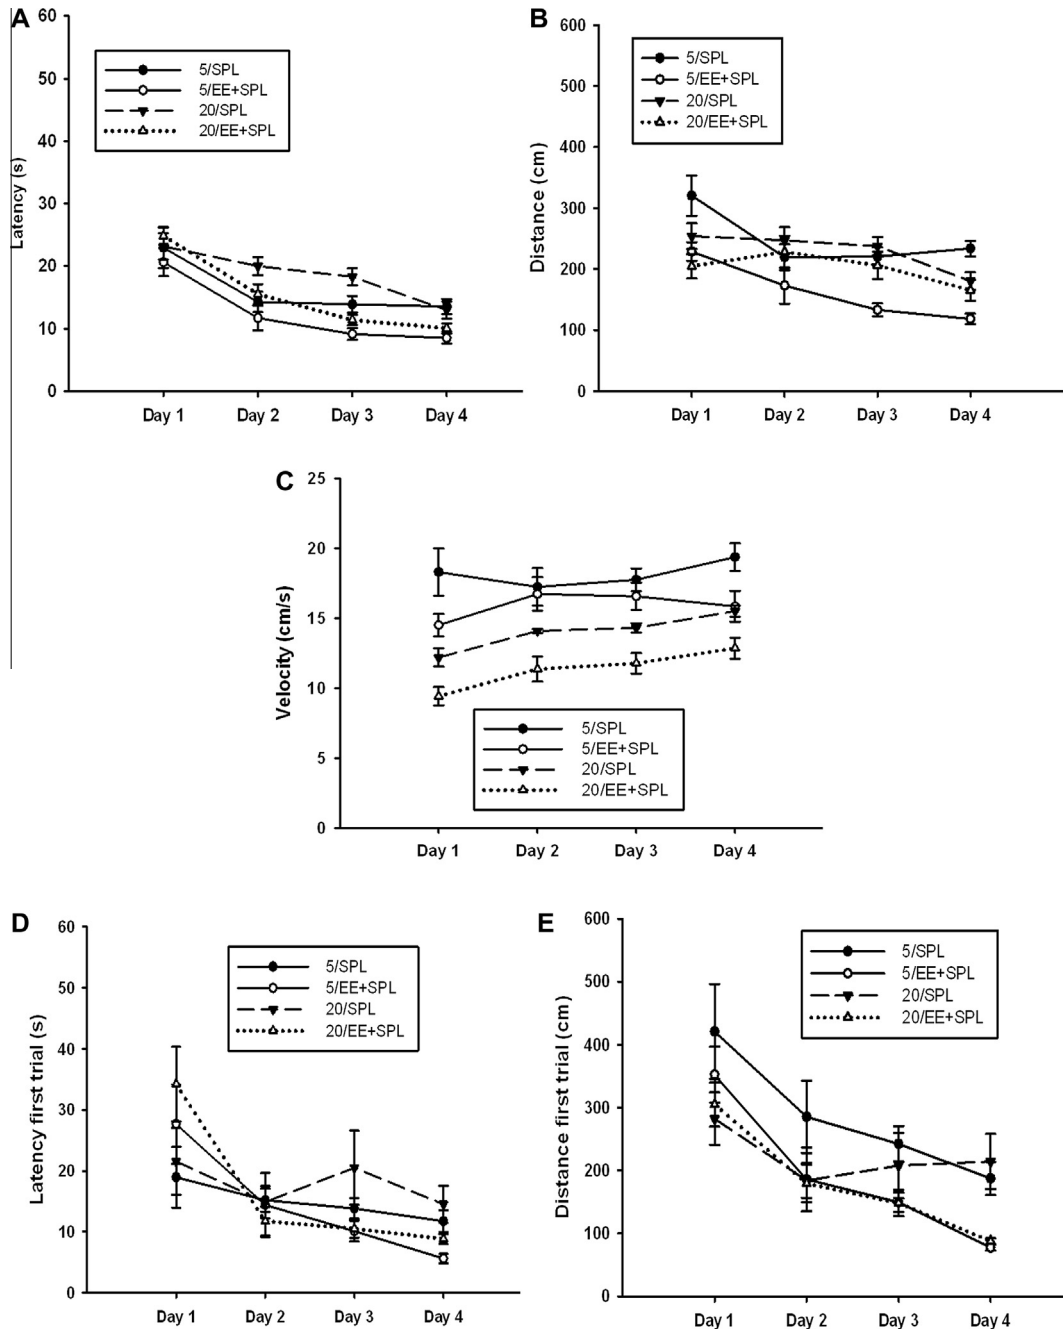 A
60
50
40
30
20
10
0
Latency (s)
5/SPL
5/EE+SPL
20/SPL
20/EE+SPL
Day 1 Day 2 Day 3 Day 4
B
600
500
400
300
200
100
0
Distance (cm)
5/SPL
5/EE+SPL
20/SPL
20/EE+SPL
Day 1 Day 2 Day 3 Day 4
C
25
20
15
10
5
0
Velocity (cm/s)
5/SPL
5/EE+SPL
20/SPL
20/EE+SPL
Day 1 Day 2 Day 3 Day 4
D
60
50
40
30
20
10
0
Latency first trial (s)
5/SPL
5/EE+SPL
20/SPL
20/EE+SPL
Day 1 Day 2 Day 3 Day 4
E
600
500
400
300
200
100
0
Distance first trial (cm)
5/SPL
5/EE+SPL
20/SPL
20/EE+SPL
Day 1 Day 2 Day 3 Day 4